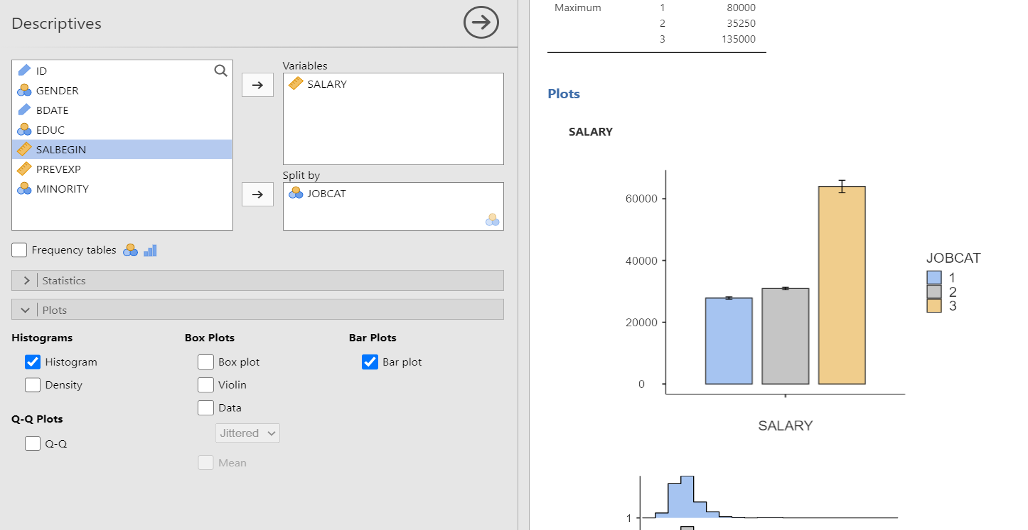 Descriptives
ID
GENDER
BDATE
EDUC
SALBEGIN
PREVEXP
MINORITY
Variables
SALARY
Split by
JOBCAT
Frequency tables
Statistics
Plots
Histograms
Histogram
Density
Q-Q Plots
Q-Q
Box Plots
Box plot
Violin
Data
Jittered
Mean
Bar Plots
Bar plot
Maximum 1 80000
2 35250
3 135000
Plots
SALARY
60000
40000
20000
0
SALARY
JOBCAT
1
2
3
1